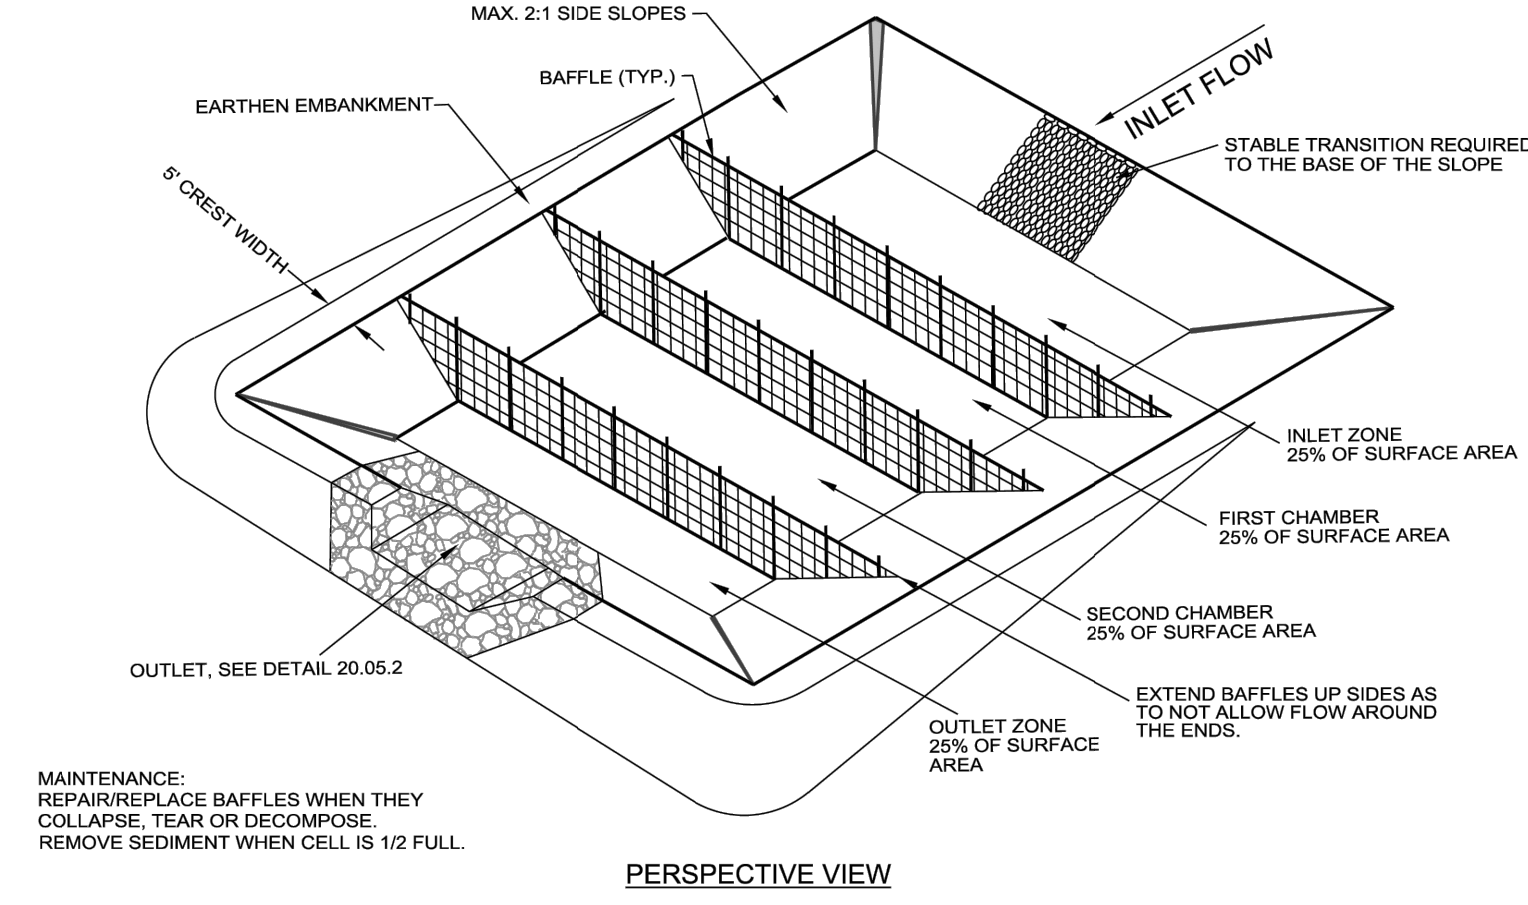 MAX. 2:1 SIDE SLOPES
BAFFLE (TYP.)
EARTHEN EMBANKMENT
5' CREST WIDTH
INLET FLOW
STABLE TRANSITION REQUIRED
TO THE BASE OF THE SLOPE
INLET ZONE
25% OF SURFACE AREA
FIRST CHAMBER
25% OF SURFACE AREA
SECOND CHAMBER
25% OF SURFACE AREA
EXTEND BAFFLES UP SIDES AS
TO NOT ALLOW FLOW AROUND
THE ENDS.
OUTLET ZONE
25% OF SURFACE
AREA
OUTLET, SEE DETAIL 20.05.2
MAINTENANCE:
REPAIR/REPLACE BAFFLES WHEN THEY
COLLAPSE, TEAR OR DECOMPOSE.
REMOVE SEDIMENT WHEN CELL IS 1/2 FULL.
PERSPECTIVE VIEW